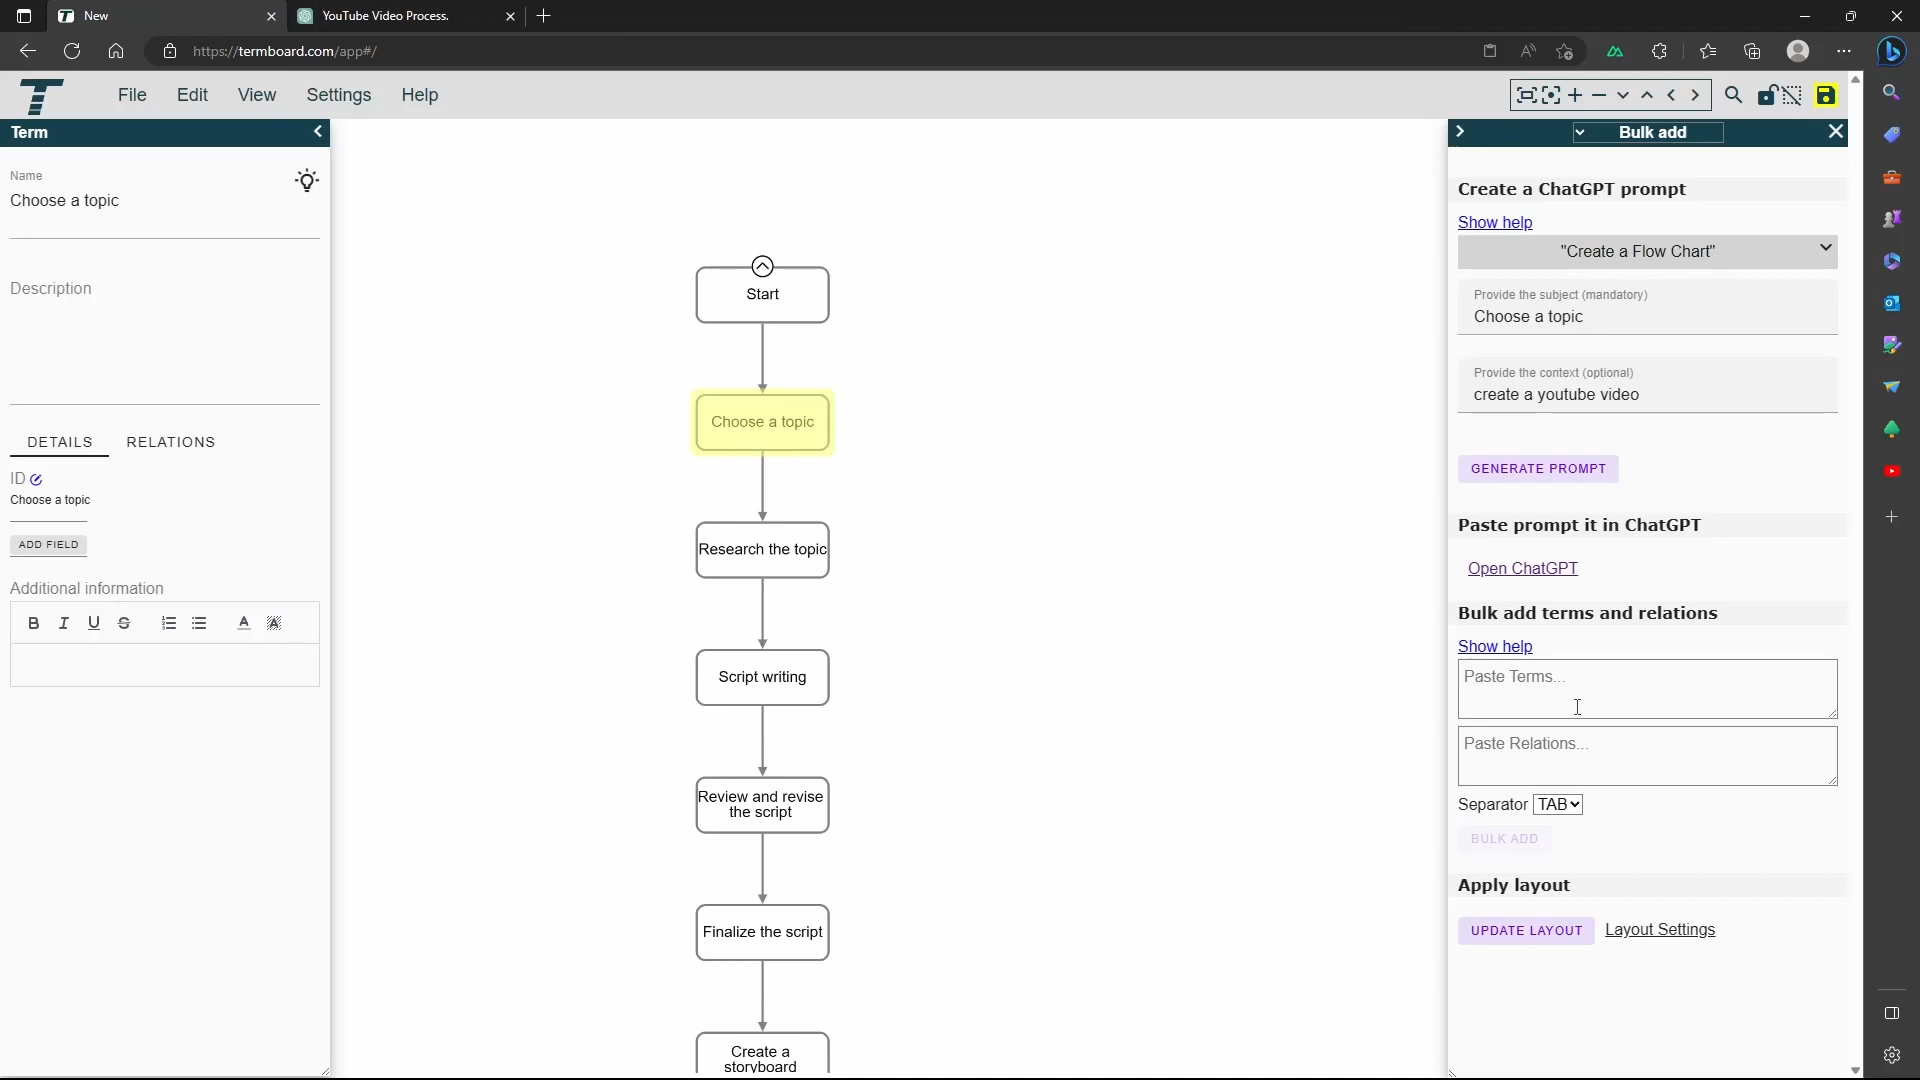 New
YouTube Video Process.
https://termboard.com/app#/
File Edit View Settings Help
Term
Name
Choose a topic
Description
DETAILS RELATIONS
ID
Choose a topic
ADD FIELD
Additional information
B I U S A A
Start
Choose a topic
Research the topic
Script writing
Review and revise
the script
Finalize the script
Create a
storyboard
Bulk add
Create a ChatGPT prompt
Show help
"Create a Flow Chart"
Provide the subject (mandatory)
Choose a topic
Provide the context (optional)
create a youtube video
GENERATE PROMPT
Paste prompt it in ChatGPT
Open ChatGPT
Bulk add terms and relations
Show help
Paste Terms...
Paste Relations...
Separator TAB
BULK ADD
Apply layout
UPDATE LAYOUT Layout Settings